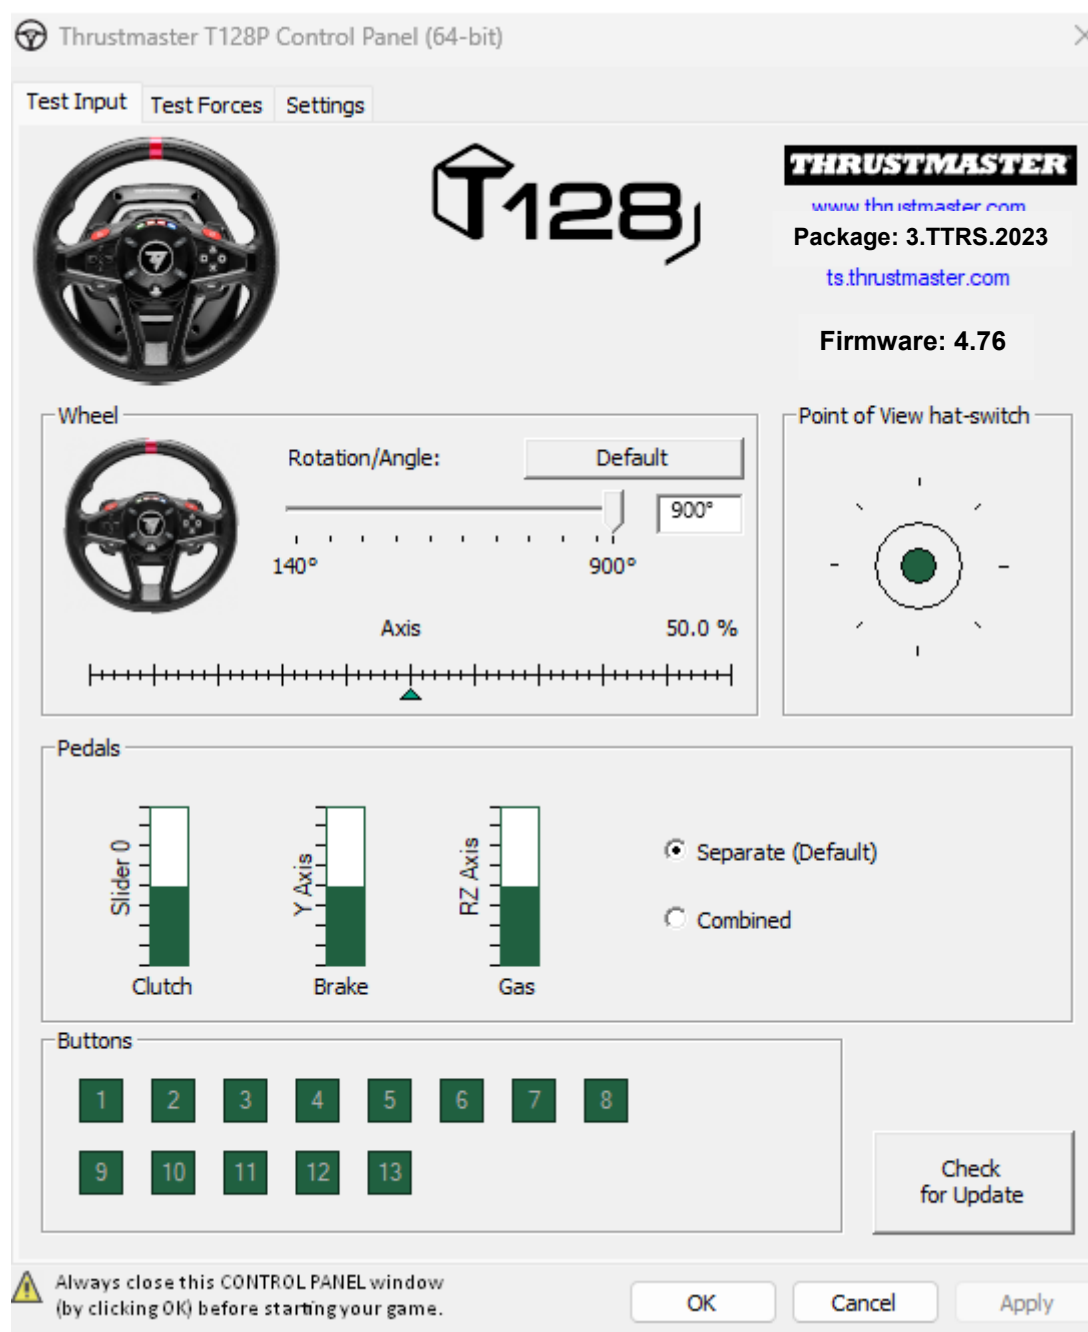 Thrustmaster T128P Control Panel (64-bit)
Test Input
Test Forces
Settings
T128
THRUSTMASTER
www.thrustmaster.com
Package: 3.TTRS.2023
ts.thrustmaster.com
Firmware: 4.76
Wheel
Rotation/Angle:
Default
900°
140°
900°
Axis
50.0 %
Point of View hat-switch
Pedals
Slider 0
Clutch
Y Axis
Brake
RZ Axis
Gas
Separate (Default)
Combined
Buttons
1 2 3 4 5 6 7 8
9 10 11 12 13
Check
for Update
Always close this CONTROL PANEL window
(by clicking OK) before starting your game.
OK
Cancel
Apply